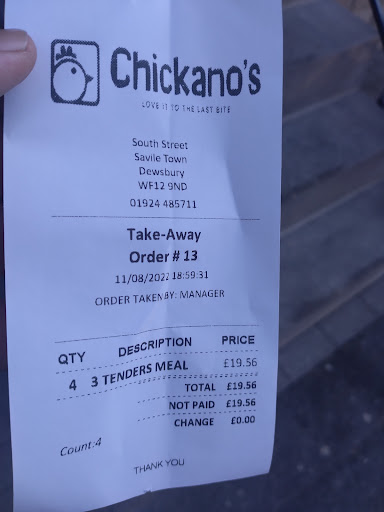 Chickano's
LOVE IT TO THE LAST BITE
South Street
Savile Town
Dewsbury
WF12 9ND
01924 485711
Take-Away
Order # 13
11/08/2022 18:59:31
ORDER TAKEN BY: MANAGER
QTY DESCRIPTION PRICE
4 3 TENDERS MEAL £19.56
TOTAL £19.56
NOT PAID £19.56
CHANGE £0.00
Count:4
THANK YOU